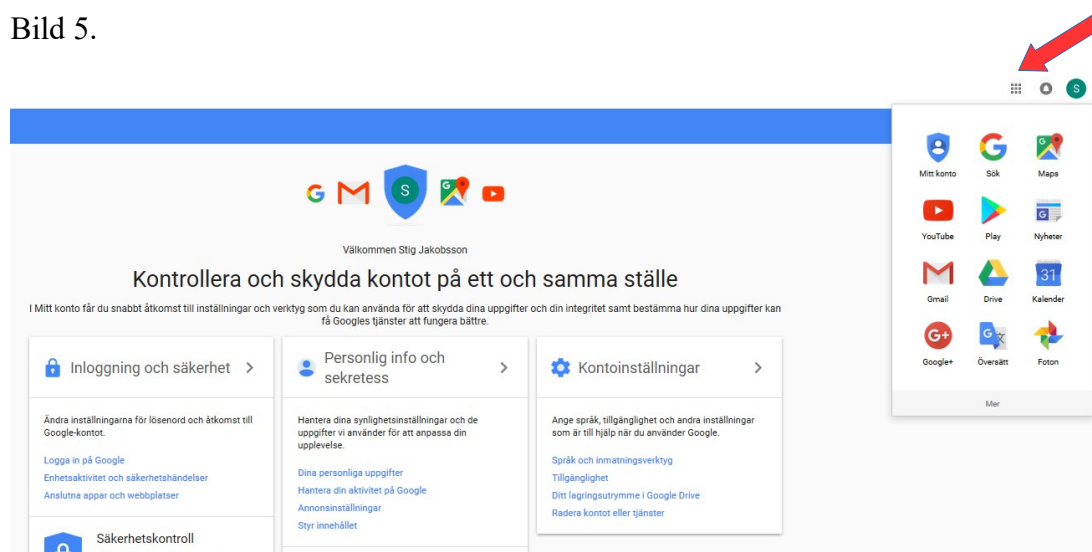 Bild 5.
S
Mitt konto Sök Maps
YouTube Play Nyheter
31
Gmail Drive Kalender
G+
Google+ Översätt Foton
Mer
S
Välkommen Stig Jakobsson
Kontrollera och skydda kontot på ett och samma ställe
I Mitt konto får du snabbt åtkomst till inställningar och verktyg som du kan använda för att skydda dina uppgifter och din integritet samt bestämma hur dina uppgifter kan
få Googles tjänster att fungera bättre.
Inloggning och säkerhet
Ändra inställningarna för lösenord och åtkomst till
Google-kontot.
Logga in på Google
Enhetsaktivitet och säkerhetshändelser
Anslutna appar och webbplatser
Säkerhetskontroll
Personlig info och
sekretess
Hantera dina synlighetsinställningar och de
uppgifter vi använder för att anpassa din
upplevelse.
Dina personliga uppgifter
Hantera din aktivitet på Google
Annonsinställningar
Styr innehållet
Kontoinställningar
Ange språk, tillgänglighet och andra inställningar
som är till hjälp när du använder Google.
Språk och inmatningsverktyg
Tillgänglighet
Ditt lagringsutrymme i Google Drive
Radera kontot eller tjänster